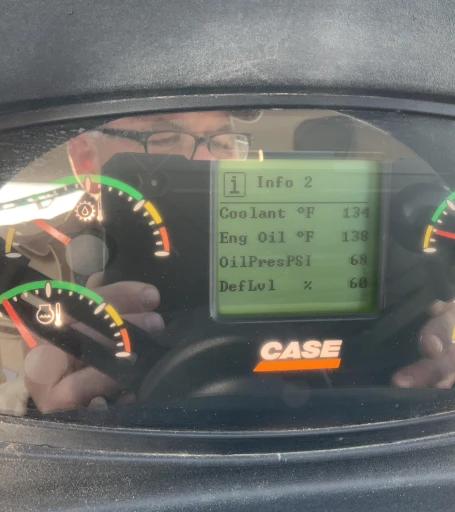 i Info 2
Coolant °F 134
Eng Oil °F 138
OilPresPSI 68
DefLvl % 60
CASE